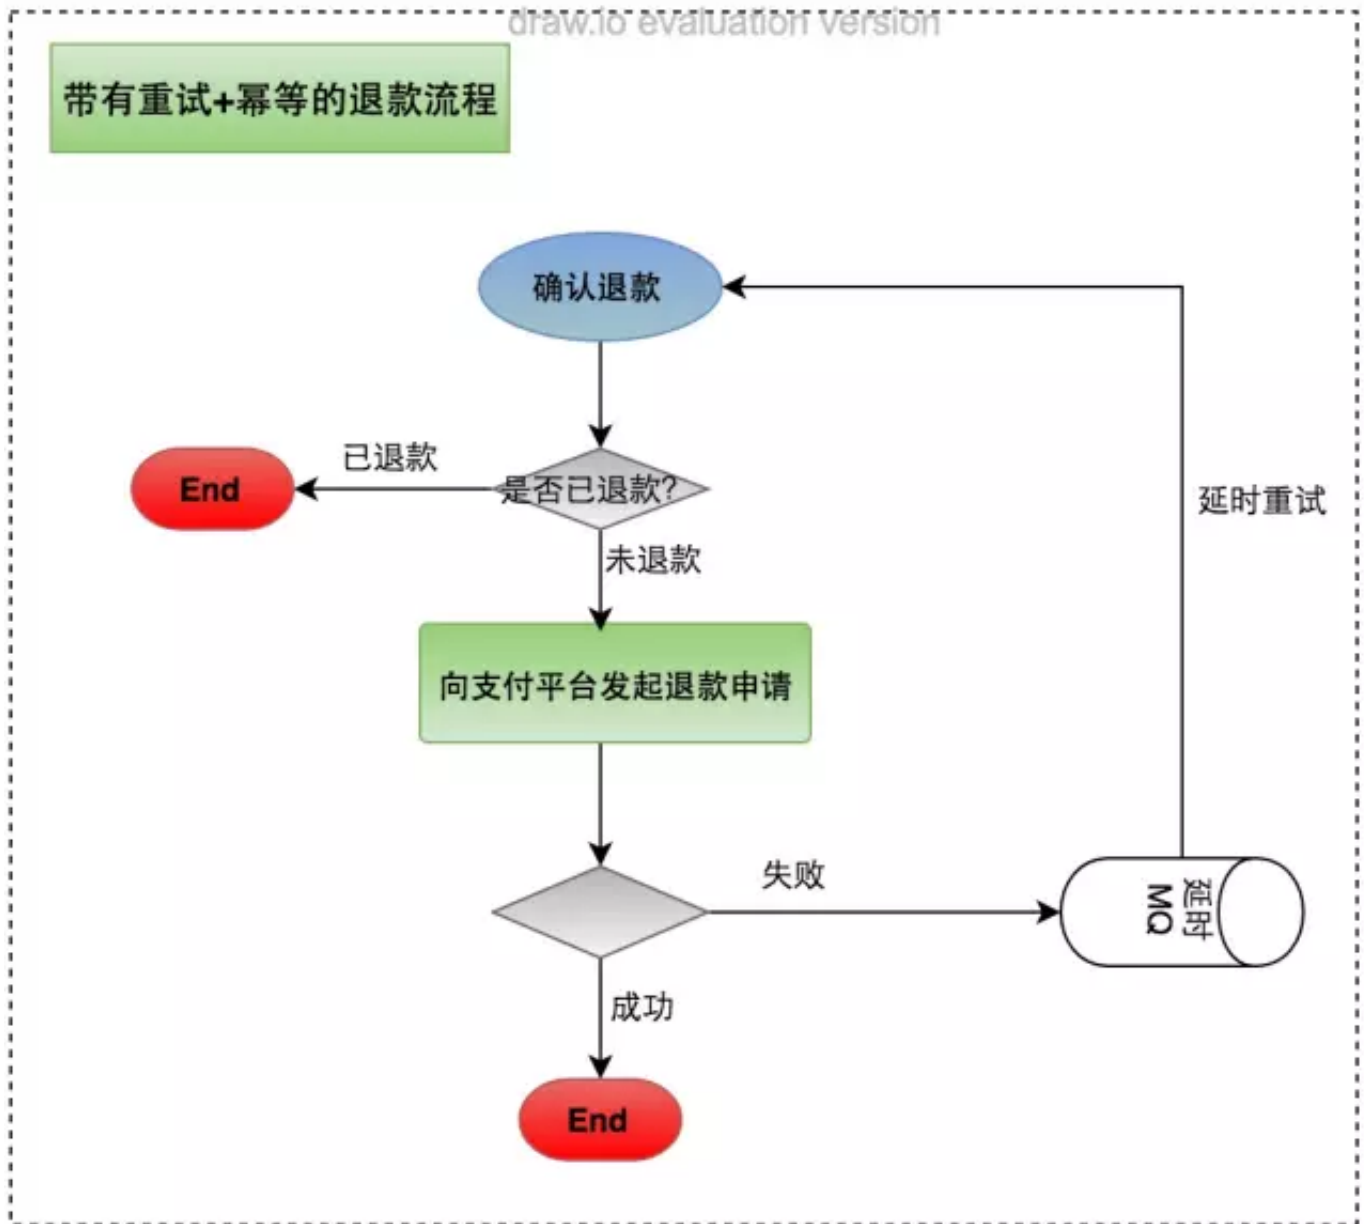 draw.io evaluation version
带有重试+幂等的退款流程
确认退款
已退款
End
是否已退款?
延时重试
未退款
向支付平台发起退款申请
失败
延时
MQ
成功
End